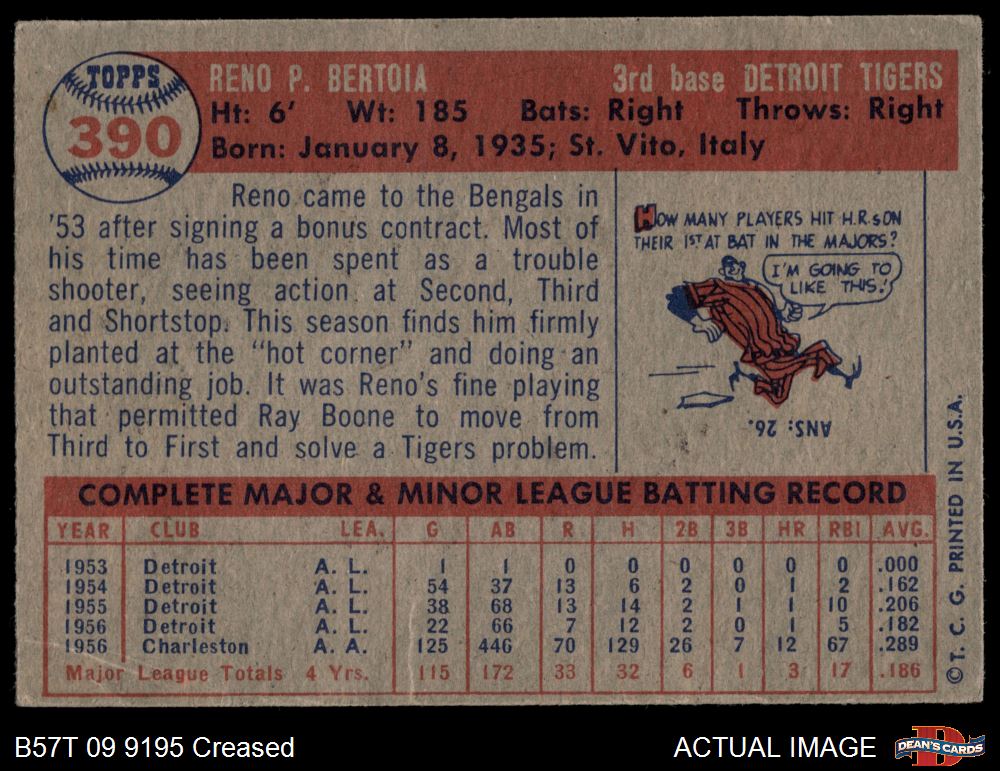 TOPPS
390
RENO P. BERTOIA 3rd base DETROIT TIGERS
Ht: 6' Wt: 185 Bats: Right Throws: Right
Born: January 8, 1935; St. Vito, Italy
Reno came to the Bengals in
'53 after signing a bonus contract. Most of
his time has been spent as a trouble
shooter, seeing action at Second, Third
and Shortstop. This season finds him firmly
planted at the "hot corner" and doing an
outstanding job. It was Reno's fine playing
that permitted Ray Boone to move from
Third to First and solve a Tigers problem.
HOW MANY PLAYERS HIT H.R.s ON
THEIR 1ST AT BAT IN THE MAJORS?
I'M GOING TO
LIKE THIS!
ANS: 26.
COMPLETE MAJOR & MINOR LEAGUE BATTING RECORD
YEAR CLUB LEA. G AB R H 2B 3B HR RBI AVG.
1953 Detroit A. L. 1 1 0 0 0 0 0 0 .000
1954 Detroit A. L. 54 37 13 6 2 0 1 2 .162
1955 Detroit A. L. 38 68 13 14 2 1 1 10 .206
1956 Detroit A. L. 22 66 7 12 2 0 1 5 .182
1956 Charleston A. A. 125 446 70 129 26 7 12 67 .289
Major League Totals 4 Yrs. 115 172 33 32 6 1 3 17 .186
© T. C. G. PRINTED IN U.S.A.
B57T 09 9195 Creased
ACTUAL IMAGE
DEAN'S CARDS